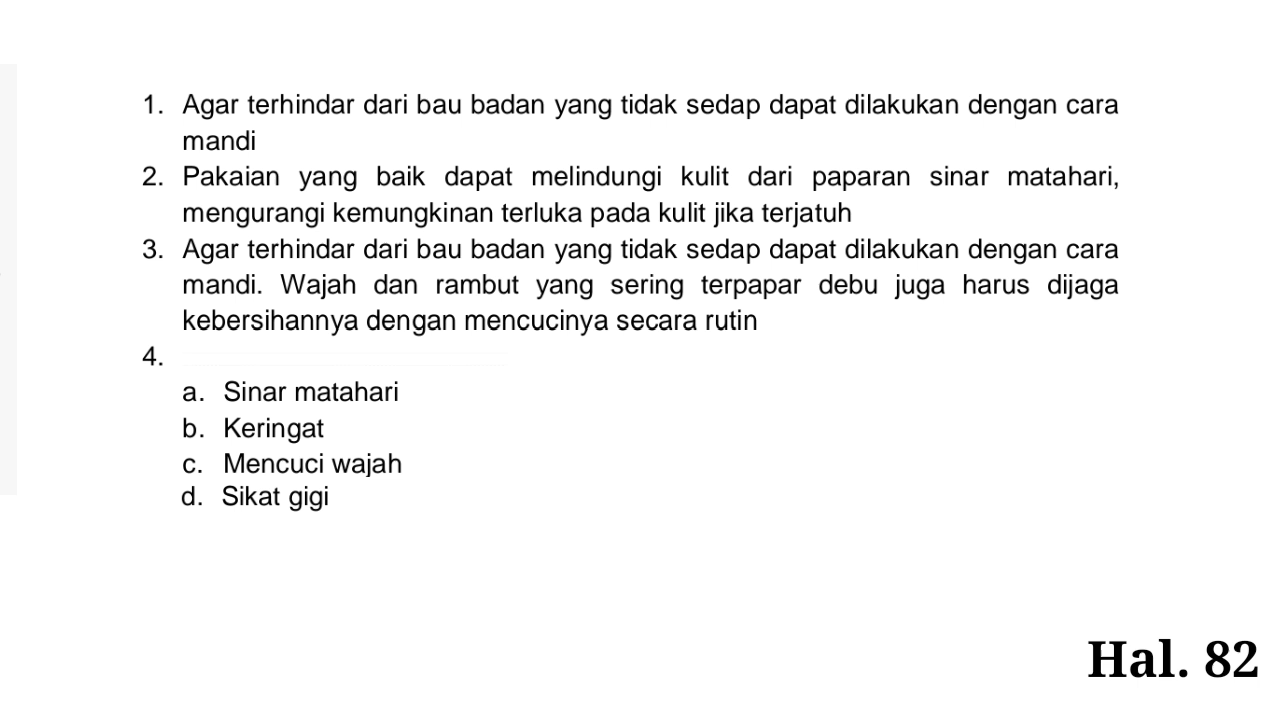 1. Agar terhindar dari bau badan yang tidak sedap dapat dilakukan dengan cara
mandi
2. Pakaian yang baik dapat melindungi kulit dari paparan sinar matahari,
mengurangi kemungkinan terluka pada kulit jika terjatuh
3. Agar terhindar dari bau badan yang tidak sedap dapat dilakukan dengan cara
mandi. Wajah dan rambut yang sering terpapar debu juga harus dijaga
kebersihannya dengan mencucinya secara rutin
4.
a. Sinar matahari
b. Keringat
c. Mencuci wajah
d. Sikat gigi
Hal. 82